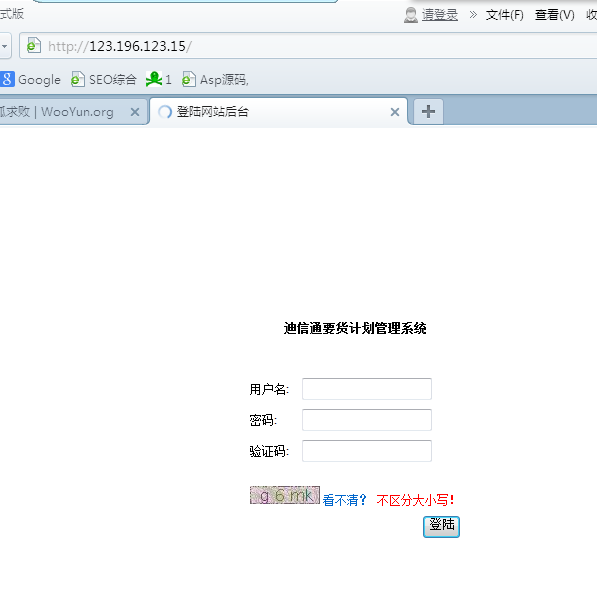 式版
请登录 » 文件(F) 查看(V) 收
http://123.196.123.15/
Google SEO综合 1 Asp源码,
孤求败 | WooYun.org 登陆网站后台
迪信通要货计划管理系统
用户名:
密码:
验证码:
g 6 mk 看不清? 不区分大小写!
登陆